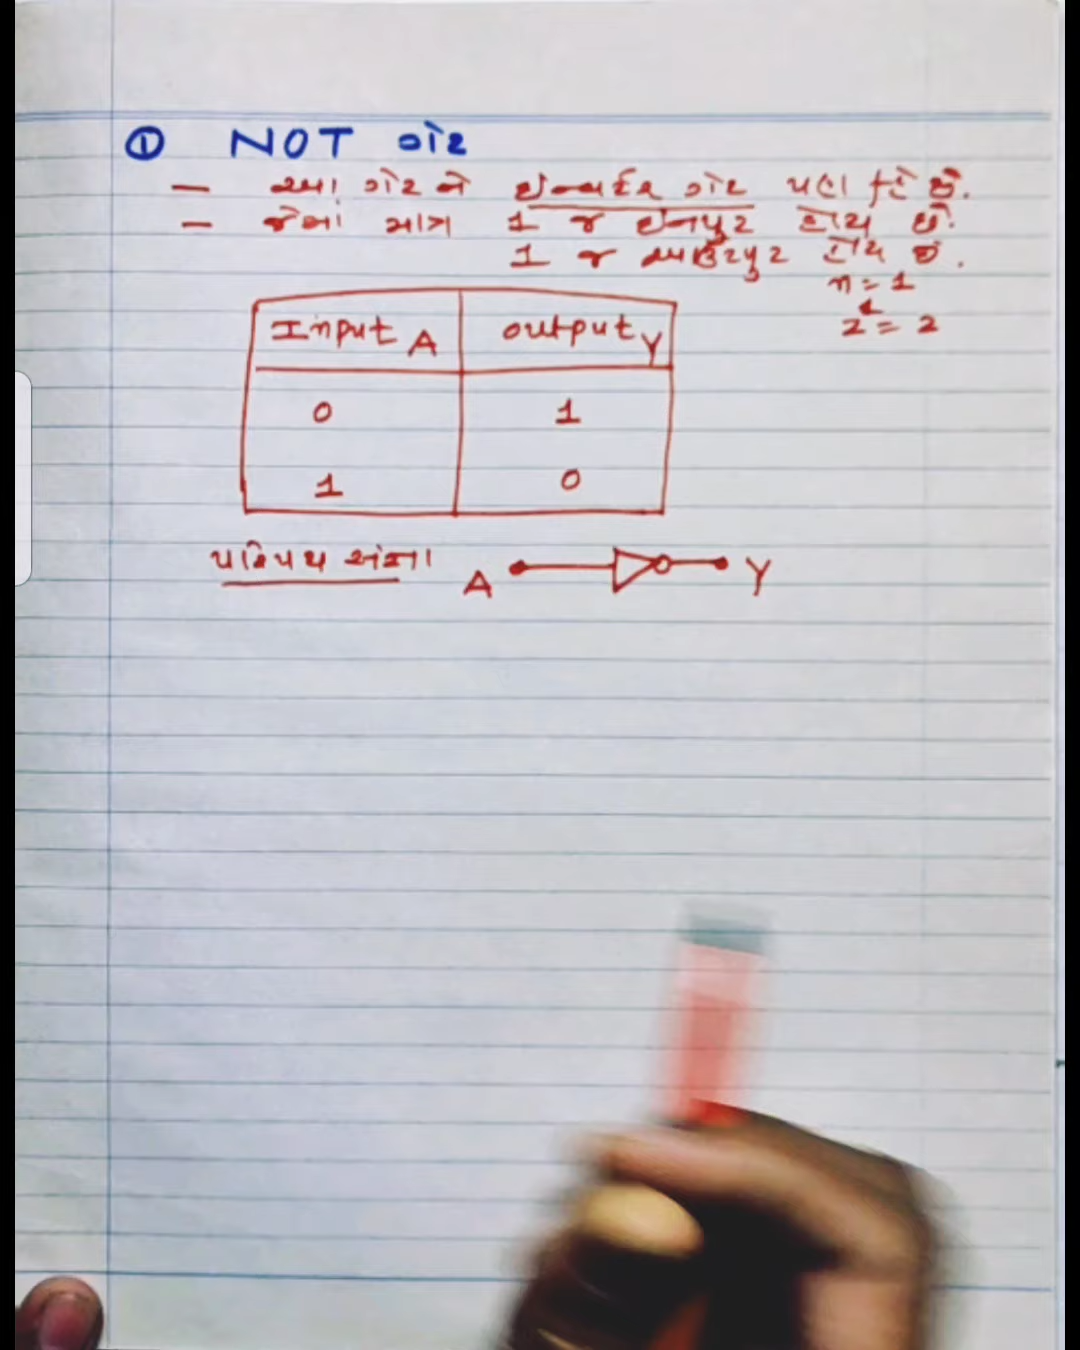 ① NOT ગેટ
— આ ગેટ ને ઇન્વર્ટર ગેટ પણ કહે છે.
— જેમાં માત્ર 1 જ ઇનપુટ હોય છે.
1 જ આઉટપુટ હોય છે.
n = 1
2¹ = 2
Input A output Y
0 1
1 0
પરિપથ સંજ્ઞા A Y